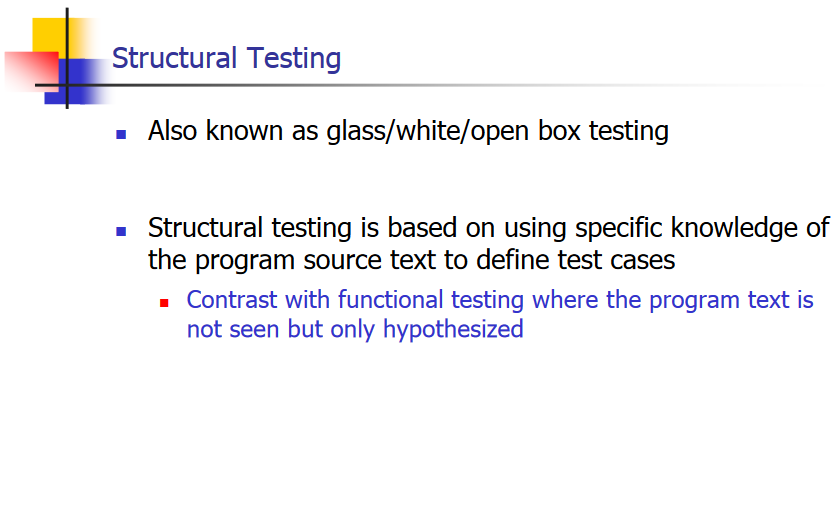 Structural Testing
Also known as glass/white/open box testing
Structural testing is based on using specific knowledge of
the program source text to define test cases
Contrast with functional testing where the program text is
not seen but only hypothesized